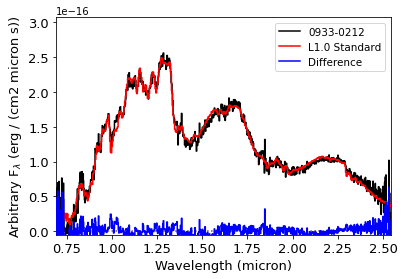 1e−16
0933-0212
L1.0 Standard
Difference
3.0
2.5
2.0
1.5
1.0
0.5
0.0
Arbitrary Fλ (erg / (cm2 micron s))
0.75 1.00 1.25 1.50 1.75 2.00 2.25 2.50
Wavelength (micron)